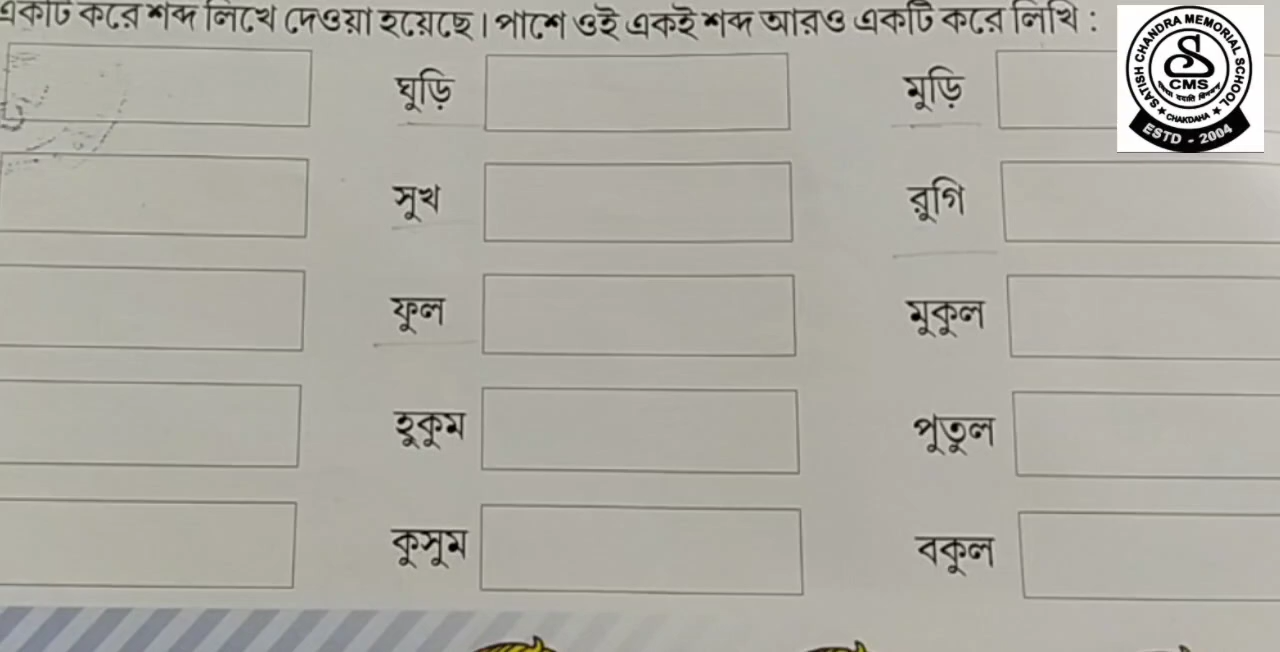 একটি করে শব্দ লিখে দেওয়া হয়েছে। পাশে ওই একই শব্দ আরও একটি করে লিখি :
ঘুড়ি মুড়ি
সুখ রুগি
ফুল মুকুল
হুকুম পুতুল
কুসুম বকুল
SATISH CHANDRA MEMORIAL SCHOOL
CMS
CHAKDAHA
ESTD - 2004